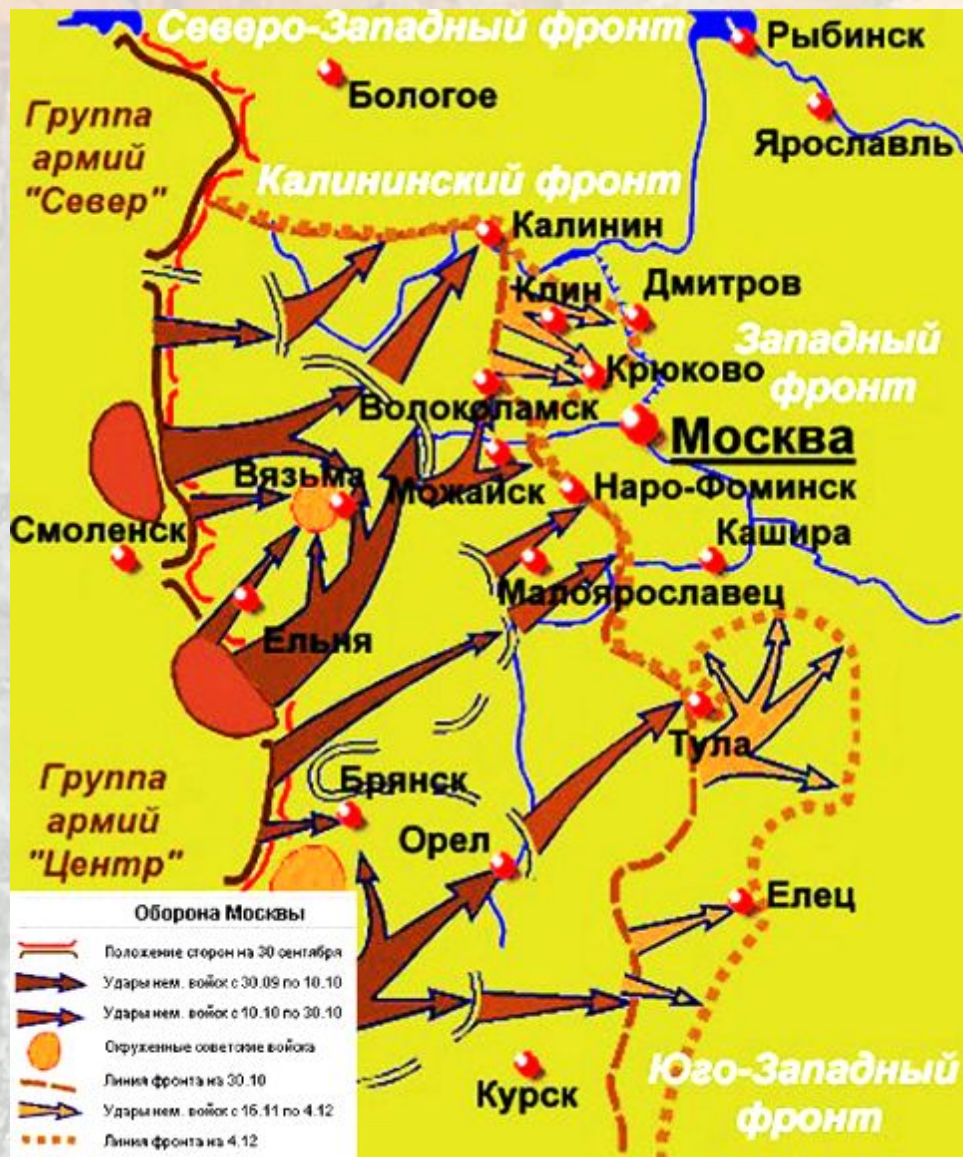 Северо-Западный фронт
Рыбинск
Бологое
Ярославль
Группа
армий
"Север"
Калининский фронт
Калинин
Клин
Дмитров
Западный
фронт
Крюково
Волоколамск
Москва
Вязьма
Можайск
Наро-Фоминск
Смоленск
Кашира
Малоярославец
Ельня
Тула
Группа
армий
"Центр"
Брянск
Орел
Елец
Курск
Юго-Западный
фронт
Оборона Москвы
Положение сторон на 30 сентября
Удары нем. войск с 30.09 по 10.10
Удары нем. войск с 10.10 по 30.10
Окруженные советские войска
Линия фронта на 30.10
Удары нем. войск с 16.11 по 4.12
Линия фронта на 4.12